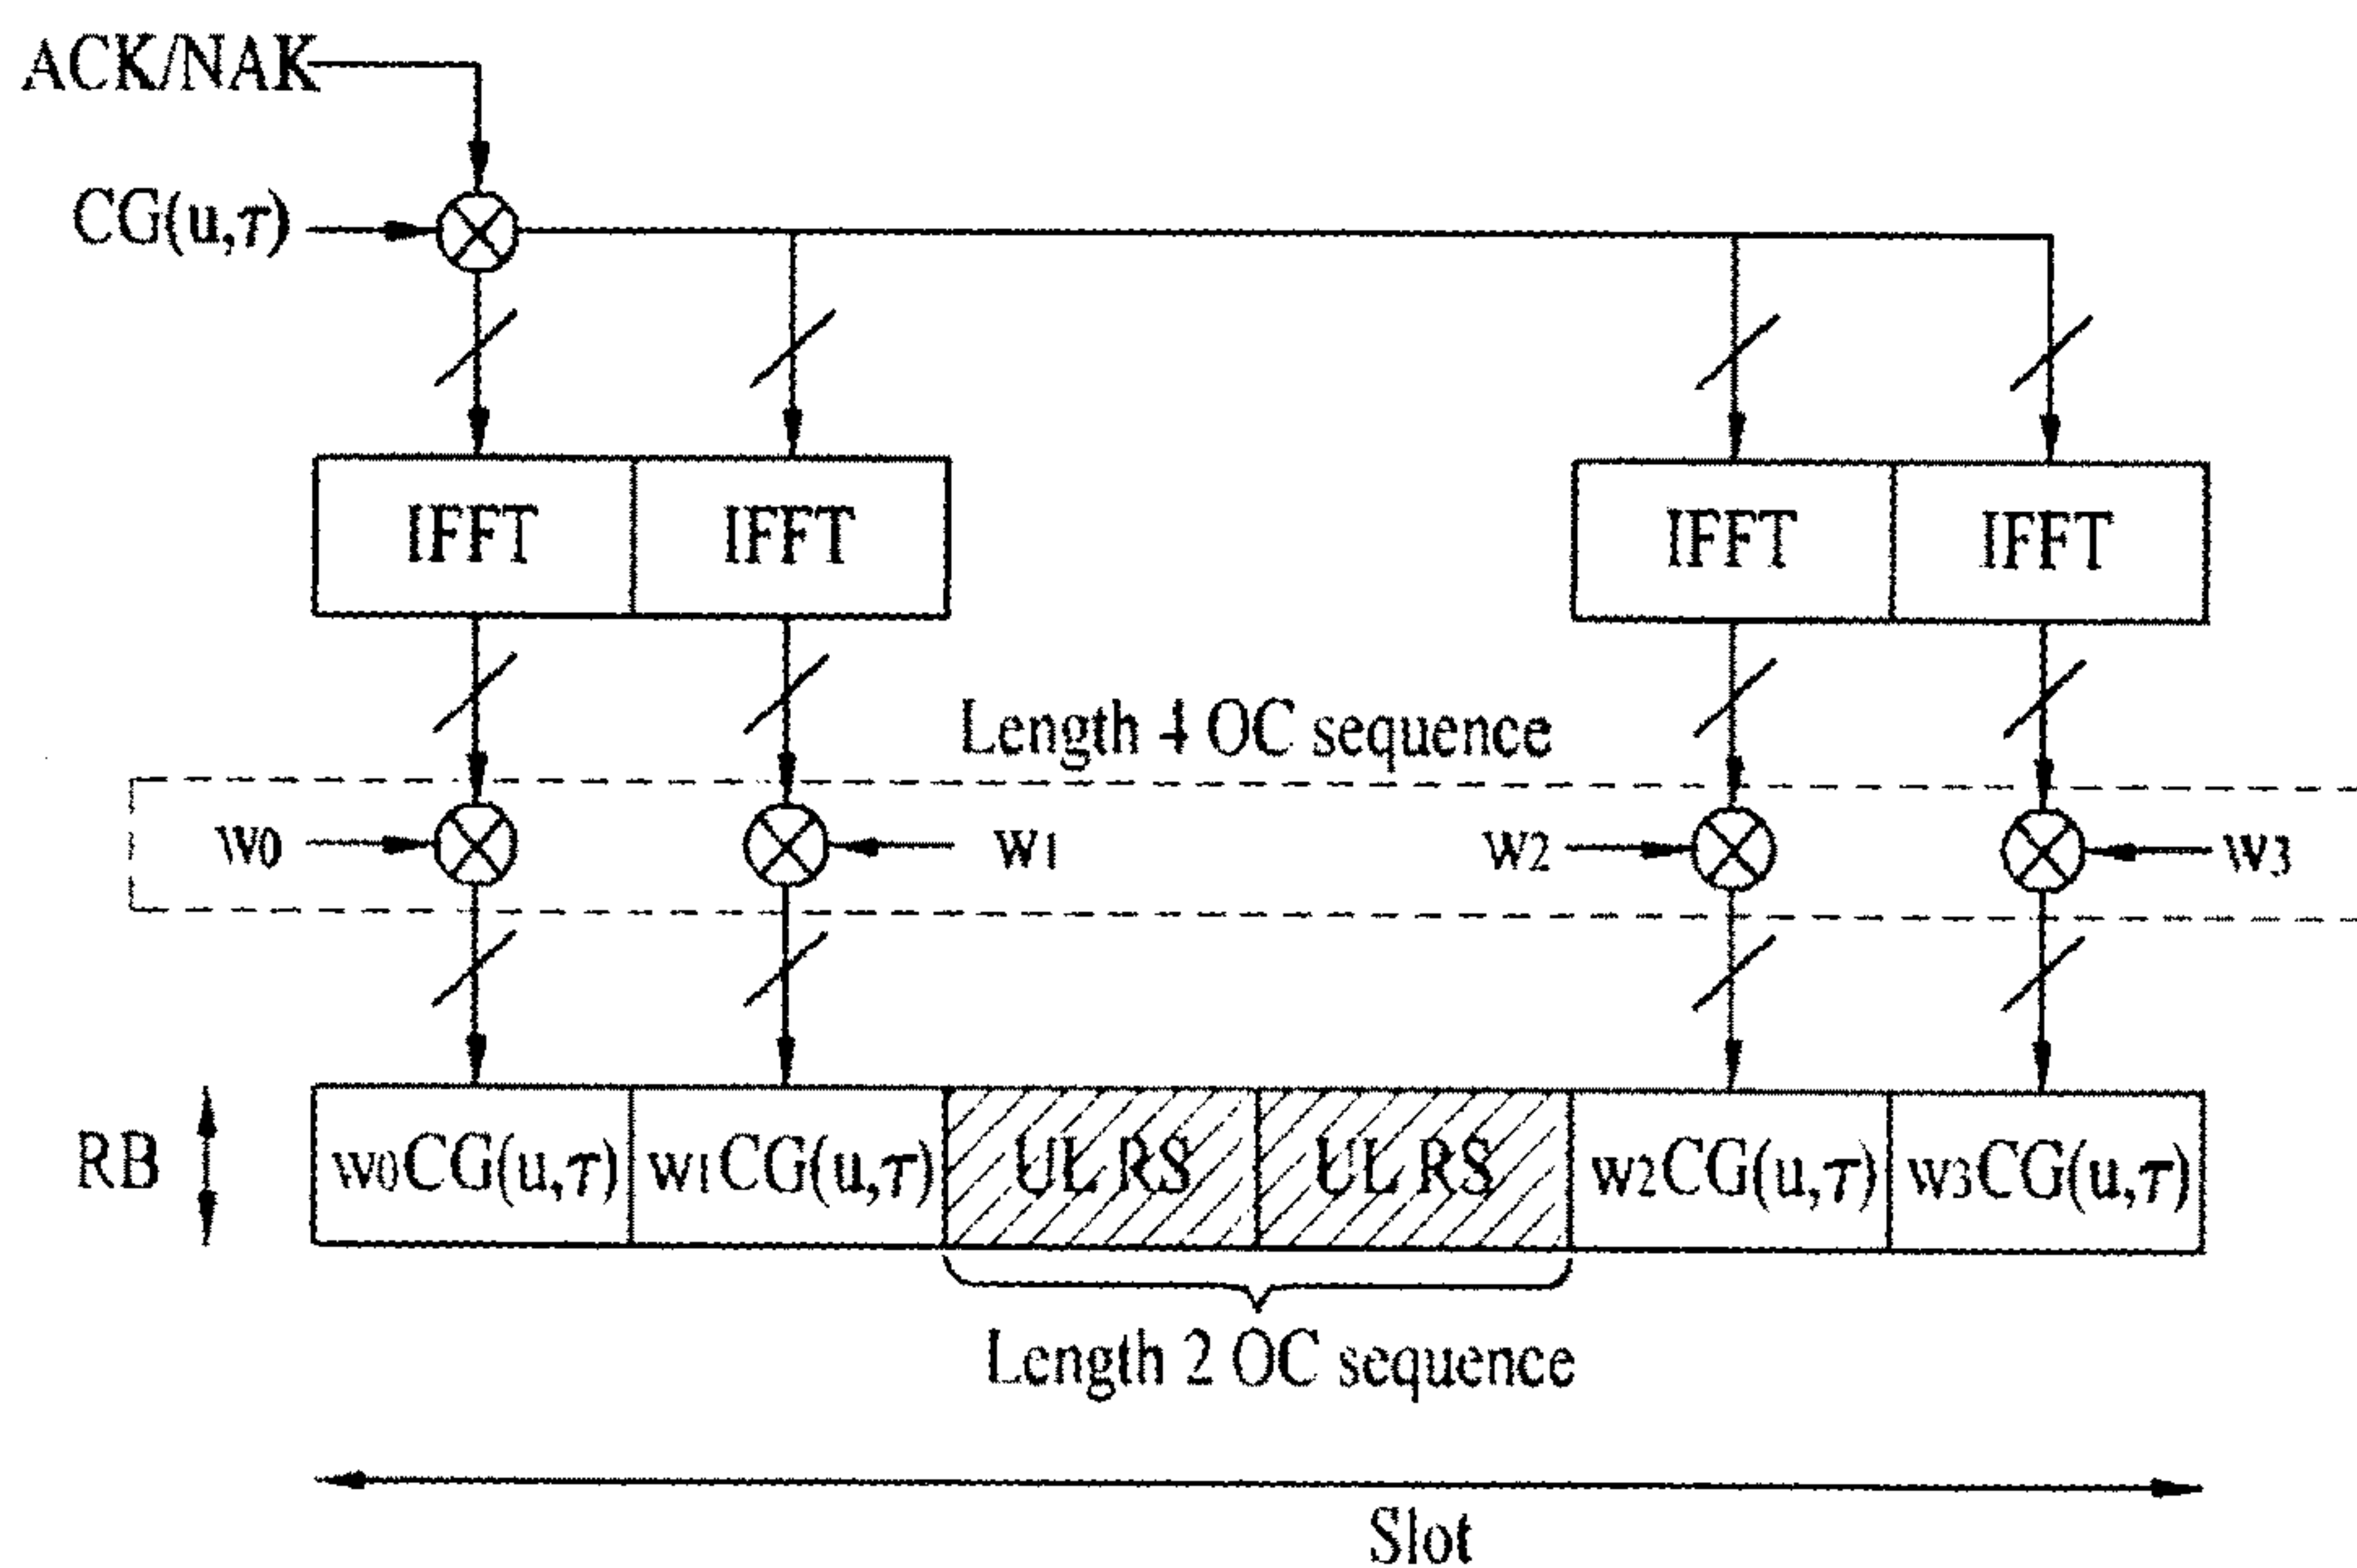 ACK/NAK
CG(u,τ)
IFFT IFFT IFFT IFFT
Length 4 OC sequence
w0 w1 w2 w3
RB w0CG(u,τ) w1CG(u,τ) UL RS UL RS w2CG(u,τ) w3CG(u,τ)
Length 2 OC sequence
Slot